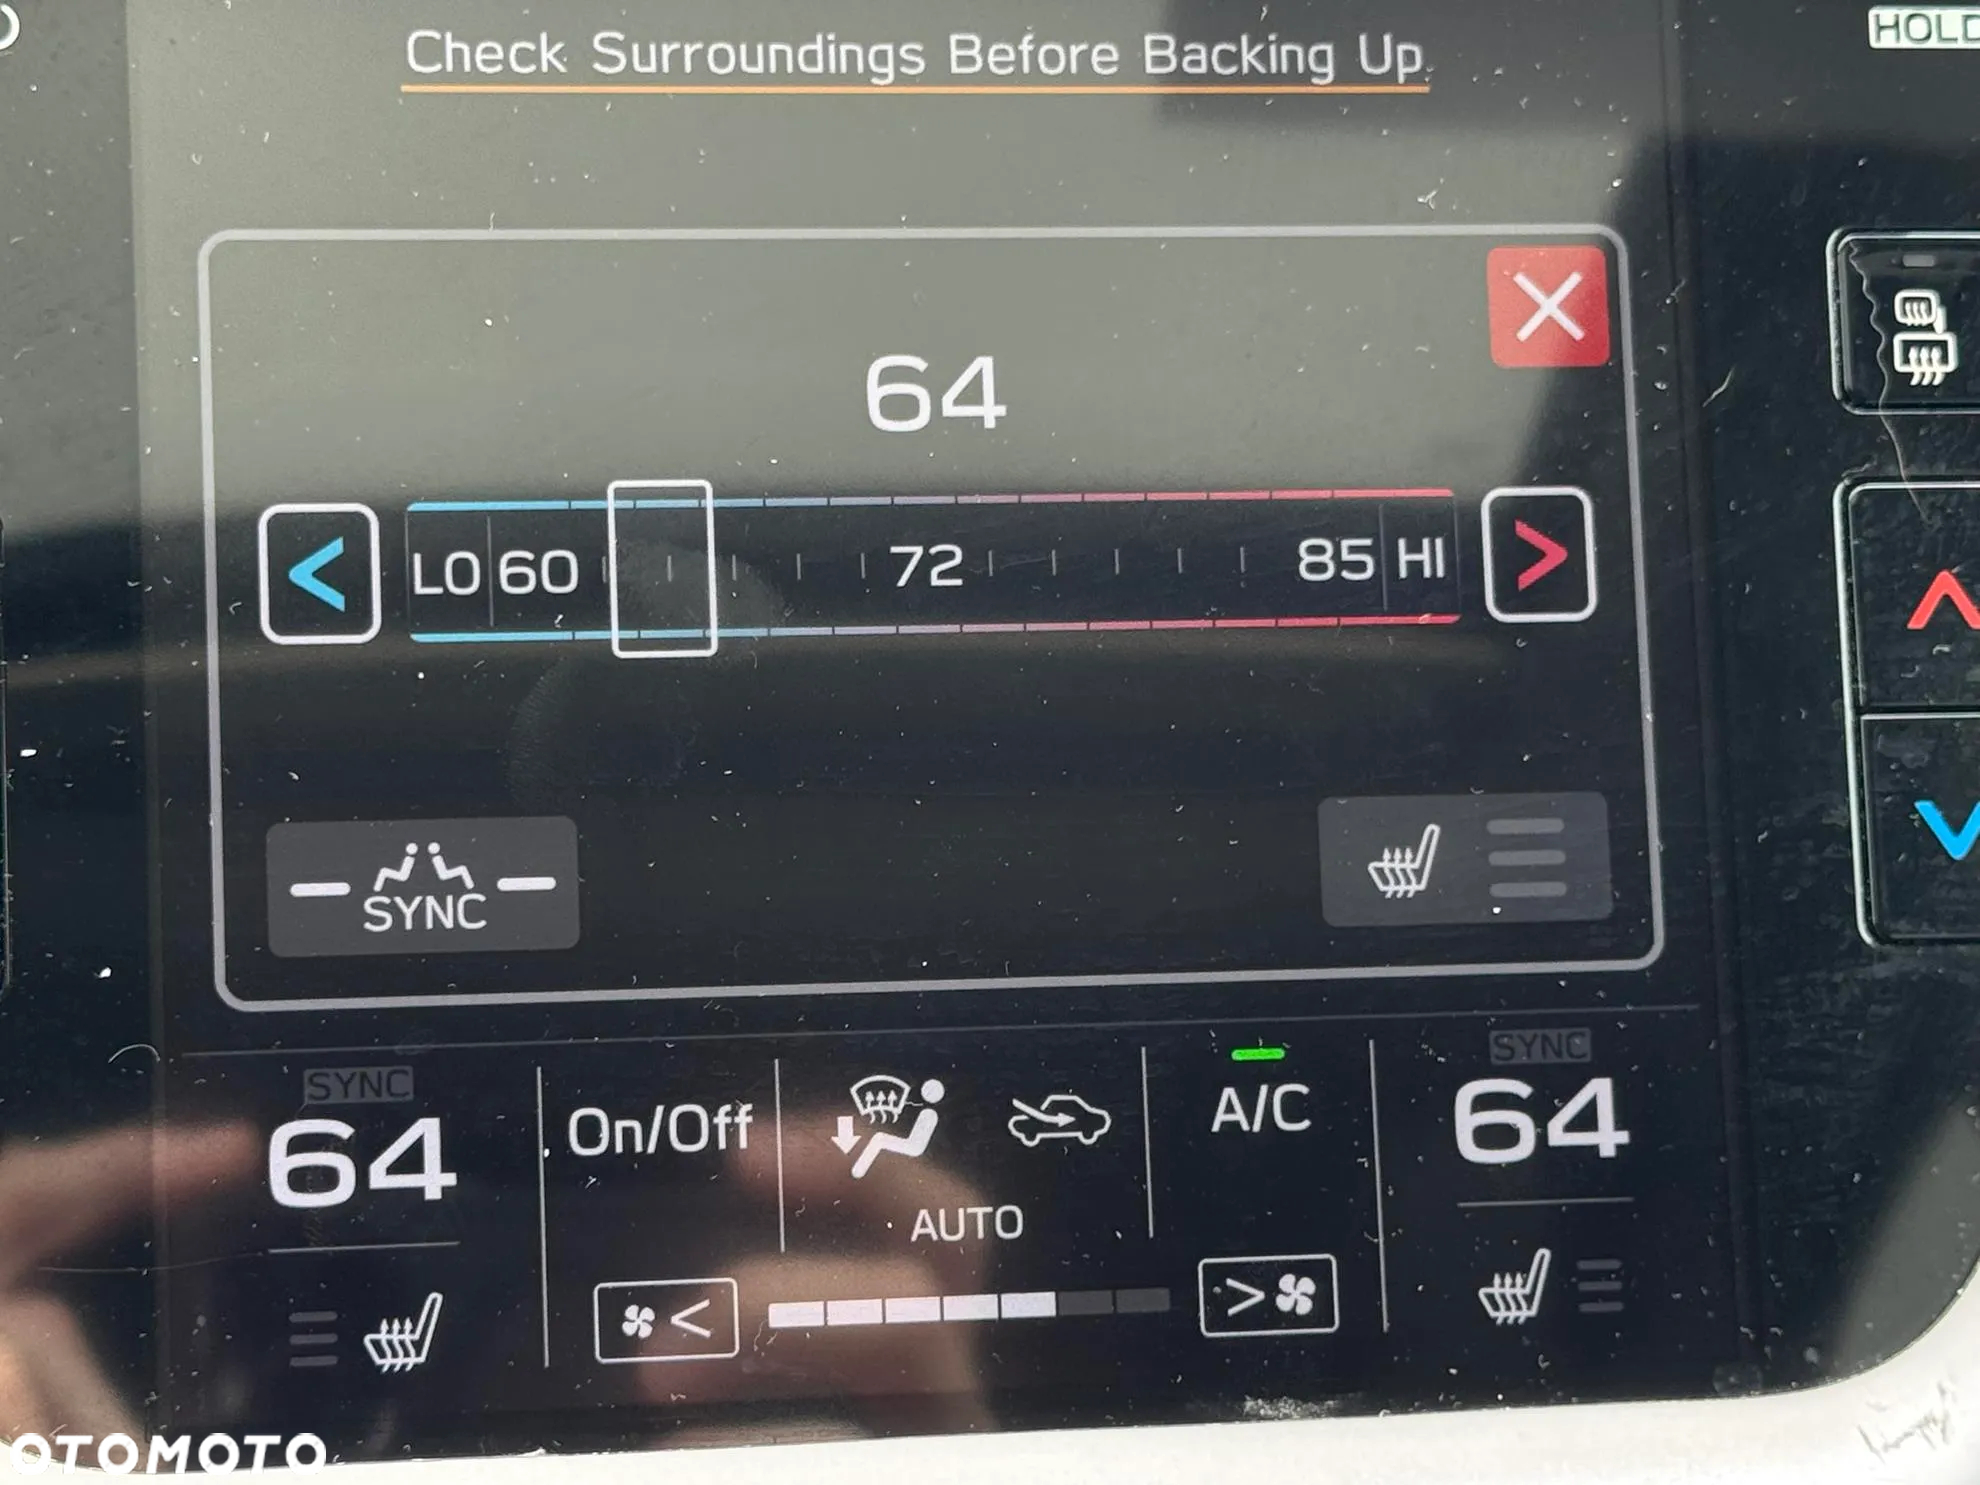 HOLD
Check Surroundings Before Backing Up
64
LO 60 72 85 HI
SYNC
SYNC SYNC
64 On/Off A/C 64
AUTO
OTOMOTO